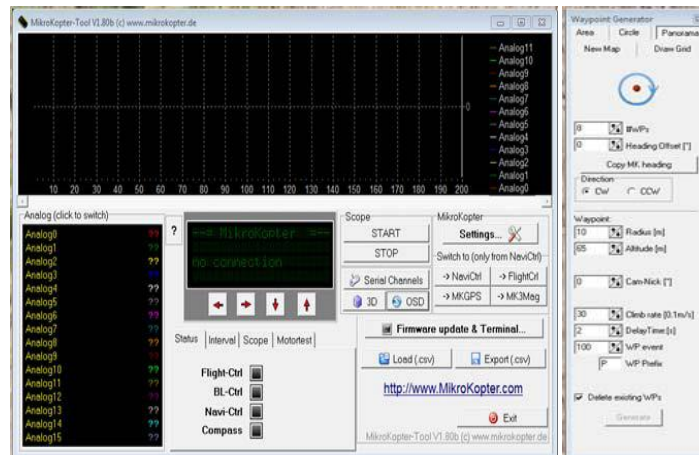 MikroKopter-Tool V1.80b (c) www.mikrokopter.de
Analog11
Analog10
Analog9
Analog8
Analog7
Analog6
Analog5
Analog4
Analog3
Analog2
Analog1
Analog0
0
10 20 30 40 50 60 70 80 90 100 110 120 130 140 150 160 170 180 190 200
Analog (click to switch)
Analog0 ??
Analog1 ??
Analog2 ??
Analog3 ??
Analog4 ??
Analog5 ??
Analog6 ??
Analog7 ??
Analog8 ??
Analog9 ??
Analog10 ??
Analog11 ??
Analog12 ??
Analog13 ??
Analog14 ??
Analog15 ??
?
--= MikroKopter =--
no connection
Status Interval Scope Motortest
Flight-Ctrl
BL-Ctrl
Navi-Ctrl
Compass
Scope
START
STOP
Serial Channels
3D OSD
MikroKopter
Settings...
Switch to (only from NaviCtrl)
-> NaviCtrl -> FlightCtrl
-> MKGPS -> MK3Mag
Firmware update & Terminal...
Load (.csv) Export (.csv)
http://www.MikroKopter.com
Exit
MikroKopter-Tool V1.80b (c) www.mikrokopter.de
Waypoint Generator
Area Circle Panorama
New Map Draw Grid
8 #WPs
0 Heading Offset [°]
Copy MK heading
Direction
CW CCW
Waypoint:
10 Radius [m]
65 Altitude [m]
0 Cam-Nick [°]
30 Climb rate [0.1m/s]
2 DelayTime [s]
100 WP event
P WP Prefix
Delete existing WPs
Generate